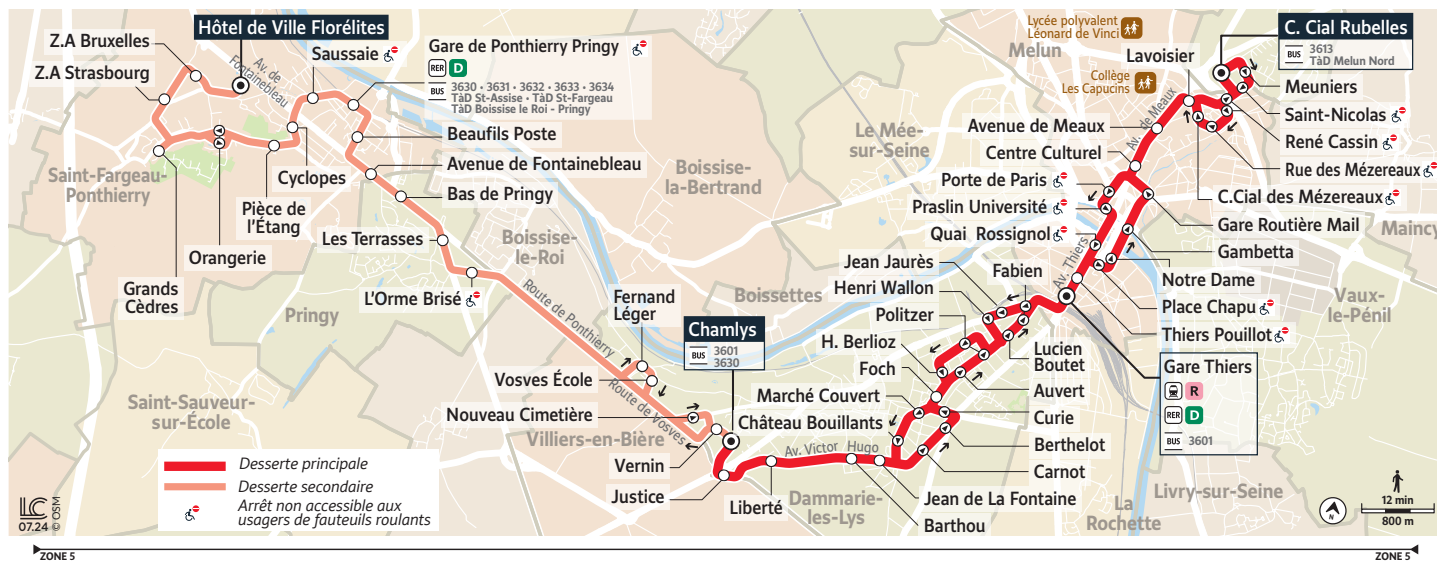 Hôtel de Ville Florélites
Z.A Bruxelles
Z.A Strasbourg
Av. de
Fontainebleau
Saussaie
Gare de Ponthierry Pringy
RER D
BUS
3630 • 3631 • 3632 • 3633 • 3634
TàD St-Assise • TàD St-Fargeau
TàD Boissise le Roi - Pringy
Beaufils Poste
Avenue de Fontainebleau
Bas de Pringy
Saint-Fargeau-
Ponthierry
Grands
Cèdres
Orangerie
Pièce de
l'Étang
Cyclopes
Les Terrasses
L'Orme Brisé
Pringy
Boissise-
le-Roi
Boissise-
la-Bertrand
Boissettes
Route de Ponthierry
Fernand
Léger
Vosves École
Nouveau Cimetière
Route de Vosves
Villiers-en-Bière
Saint-Sauveur-
sur-École
Vernin
Justice
Chamlys
BUS
3601
3630
Liberté
Av. Victor Hugo
Dammarie-
les-Lys
Barthou
Jean de La Fontaine
Château Bouillants
Marché Couvert
Foch
H. Berlioz
Politzer
Henri Wallon
Jean Jaurès
Fabien
Lucien
Boutet
Auvert
Curie
Berthelot
Carnot
Gare Thiers
R
RER D
BUS 3601
Av. Thiers
Thiers Pouillot
Place Chapu
Notre Dame
Gambetta
Gare Routière Mail
Quai Rossignol
Praslin Université
Porte de Paris
Centre Culturel
Avenue de Meaux
Av. de Meaux
Lavoisier
Lycée polyvalent
Léonard de Vinci
Collège
Les Capucins
Melun
Le Mée-
sur-Seine
C. Cial Rubelles
BUS
3613
TàD Melun Nord
Meuniers
Saint-Nicolas
René Cassin
Rue des Mézereaux
C.Cial des Mézereaux
Maincy
Vaux-
le-Pénil
Livry-sur-Seine
La
Rochette
Desserte principale
Desserte secondaire
Arrêt non accessible aux
usagers de fauteuils roulants
LC
07.24
© OSM
N
12 min
800 m
ZONE 5
ZONE 5